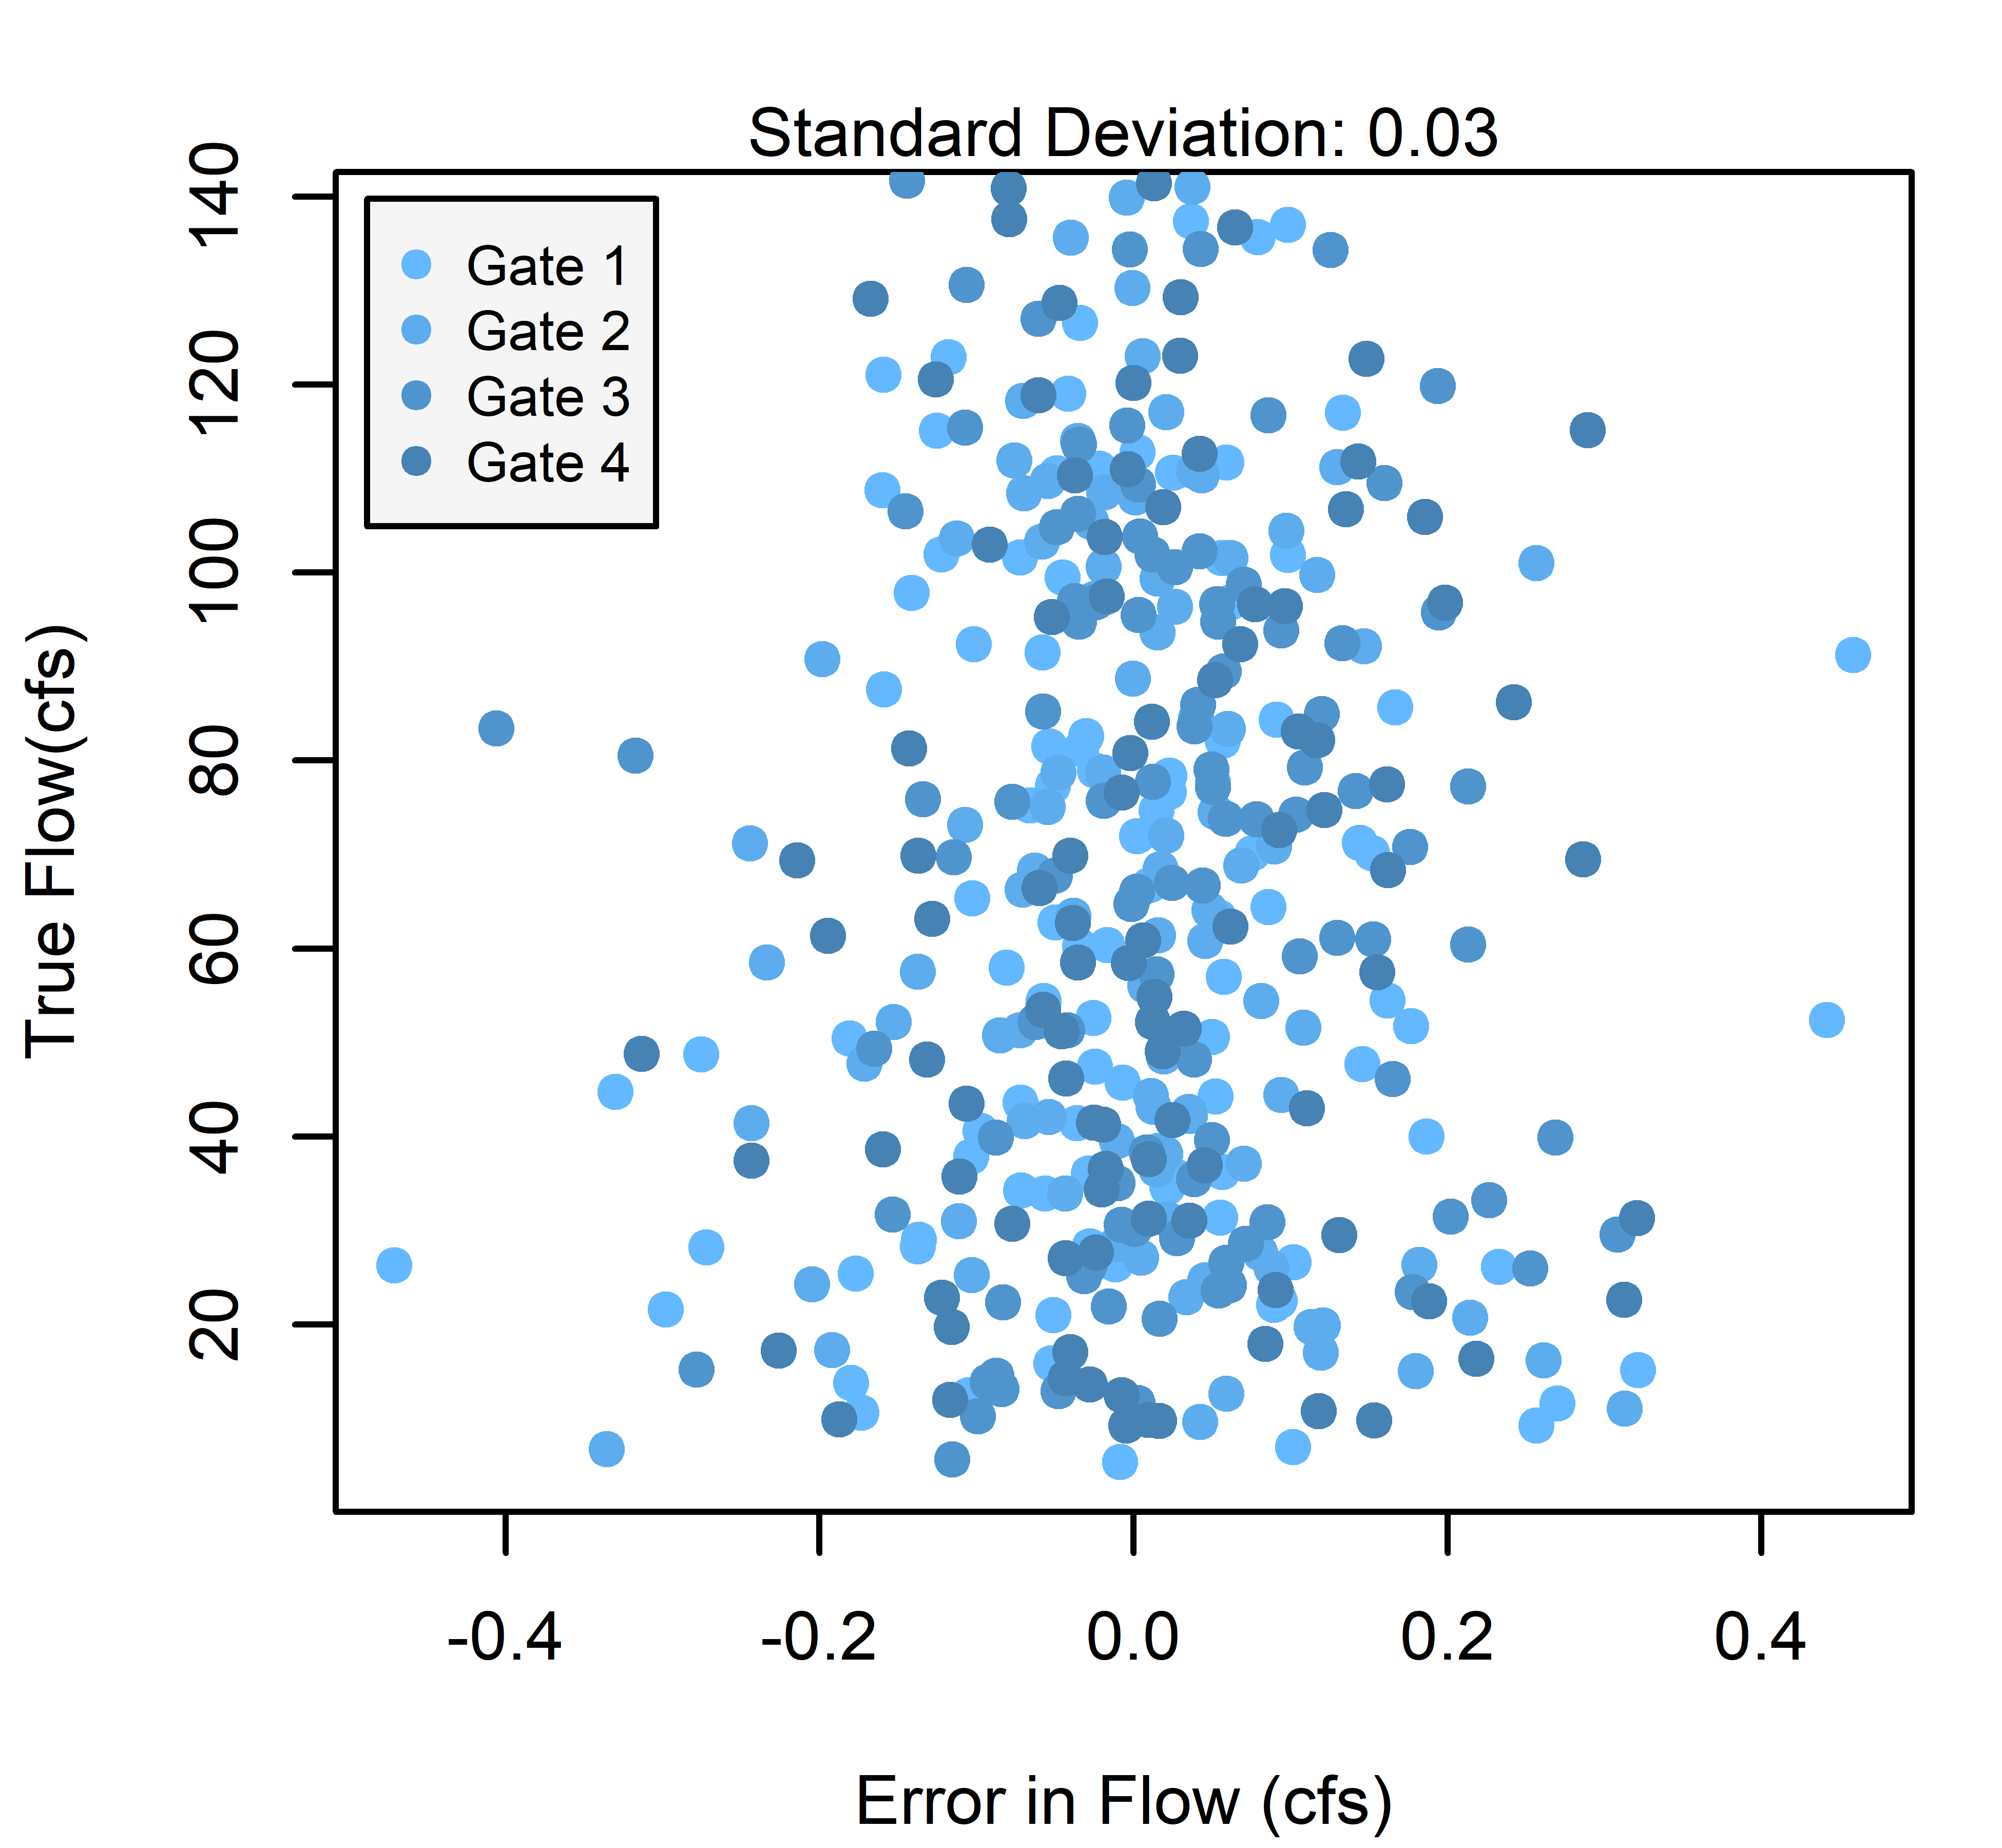 Standard Deviation: 0.03
True Flow(cfs)
140
120
100
80
60
40
20
Gate 1
Gate 2
Gate 3
Gate 4
-0.4
-0.2
0.0
0.2
0.4
Error in Flow (cfs)